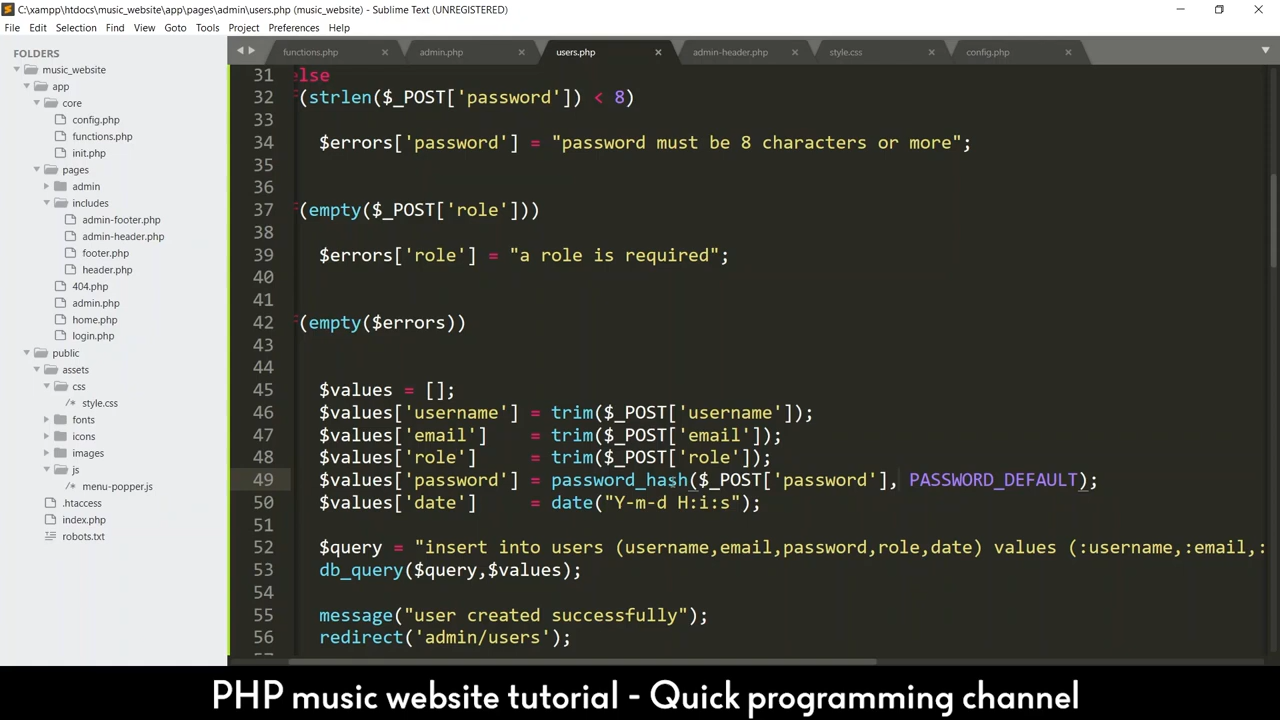 C:\xampp\htdocs\music_website\app\pages\admin\users.php (music_website) - Sublime Text (UNREGISTERED)
File Edit Selection Find View Goto Tools Project Preferences Help
FOLDERS
music_website
app
core
config.php
functions.php
init.php
pages
admin
includes
admin-footer.php
admin-header.php
footer.php
header.php
404.php
admin.php
home.php
login.php
public
assets
css
style.css
fonts
icons
images
js
menu-popper.js
.htaccess
index.php
robots.txt
functions.php admin.php users.php admin-header.php style.css config.php
31 else
32 (strlen($_POST['password']) < 8)
33
34 $errors['password'] = "password must be 8 characters or more";
35
36
37 (empty($_POST['role']))
38
39 $errors['role'] = "a role is required";
40
41
42 (empty($errors))
43
44
45 $values = [];
46 $values['username'] = trim($_POST['username']);
47 $values['email'] = trim($_POST['email']);
48 $values['role'] = trim($_POST['role']);
49 $values['password'] = password_hash($_POST['password'], PASSWORD_DEFAULT);
50 $values['date'] = date("Y-m-d H:i:s");
51
52 $query = "insert into users (username,email,password,role,date) values (:username,:email,:
53 db_query($query,$values);
54
55 message("user created successfully");
56 redirect('admin/users');
PHP music website tutorial - Quick programming channel